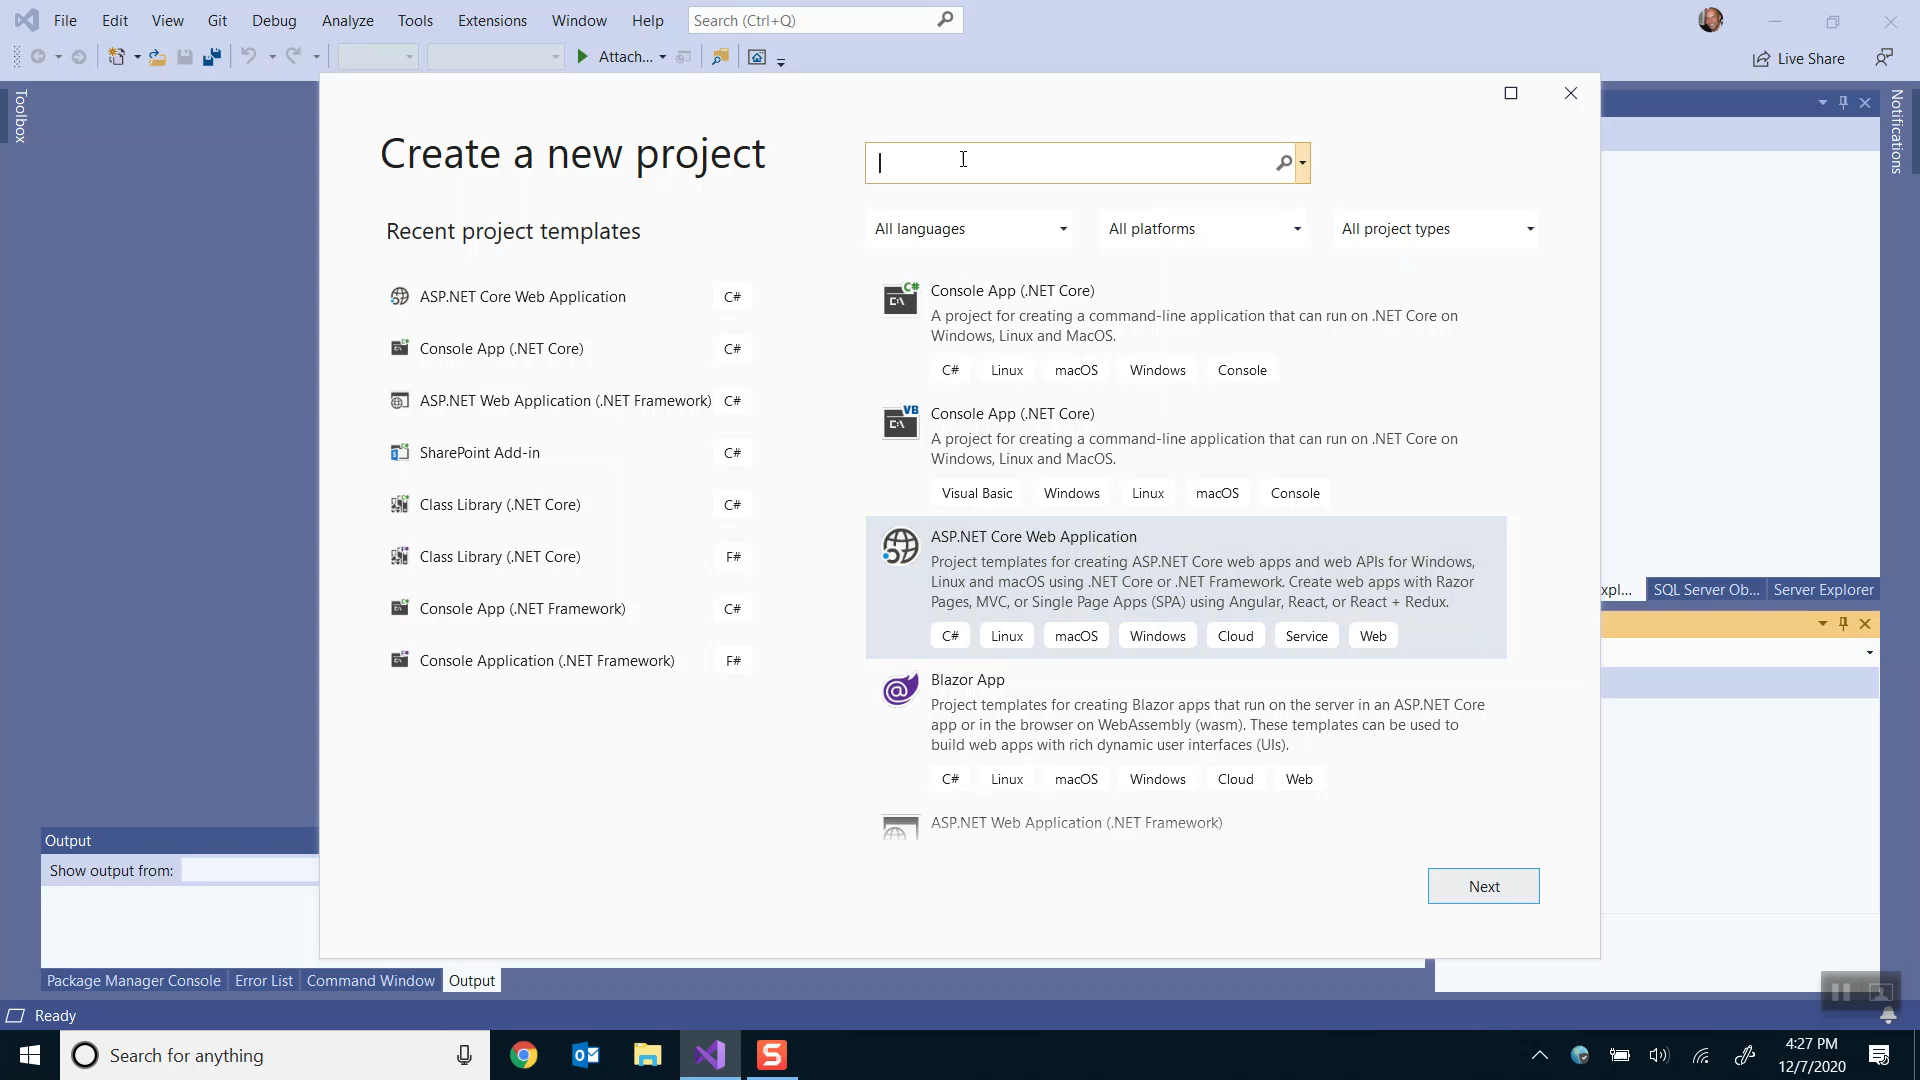 File Edit View Git Debug Analyze Tools Extensions Window Help Search (Ctrl+Q)
Attach... Live Share
Toolbox
Notifications
Create a new project
Recent project templates
ASP.NET Core Web Application C#
Console App (.NET Core) C#
ASP.NET Web Application (.NET Framework) C#
SharePoint Add-in C#
Class Library (.NET Core) C#
Class Library (.NET Core) F#
Console App (.NET Framework) C#
Console Application (.NET Framework) F#
All languages All platforms All project types
Console App (.NET Core)
A project for creating a command-line application that can run on .NET Core on
Windows, Linux and MacOS.
C# Linux macOS Windows Console
Console App (.NET Core)
A project for creating a command-line application that can run on .NET Core on
Windows, Linux and MacOS.
Visual Basic Windows Linux macOS Console
ASP.NET Core Web Application
Project templates for creating ASP.NET Core web apps and web APIs for Windows,
Linux and macOS using .NET Core or .NET Framework. Create web apps with Razor
Pages, MVC, or Single Page Apps (SPA) using Angular, React, or React + Redux.
C# Linux macOS Windows Cloud Service Web
Blazor App
Project templates for creating Blazor apps that run on the server in an ASP.NET Core
app or in the browser on WebAssembly (wasm). These templates can be used to
build web apps with rich dynamic user interfaces (UIs).
C# Linux macOS Windows Cloud Web
ASP.NET Web Application (.NET Framework)
Next
xpl... SQL Server Ob... Server Explorer
Output
Show output from:
Package Manager Console Error List Command Window Output
Ready
Search for anything
4:27 PM
12/7/2020